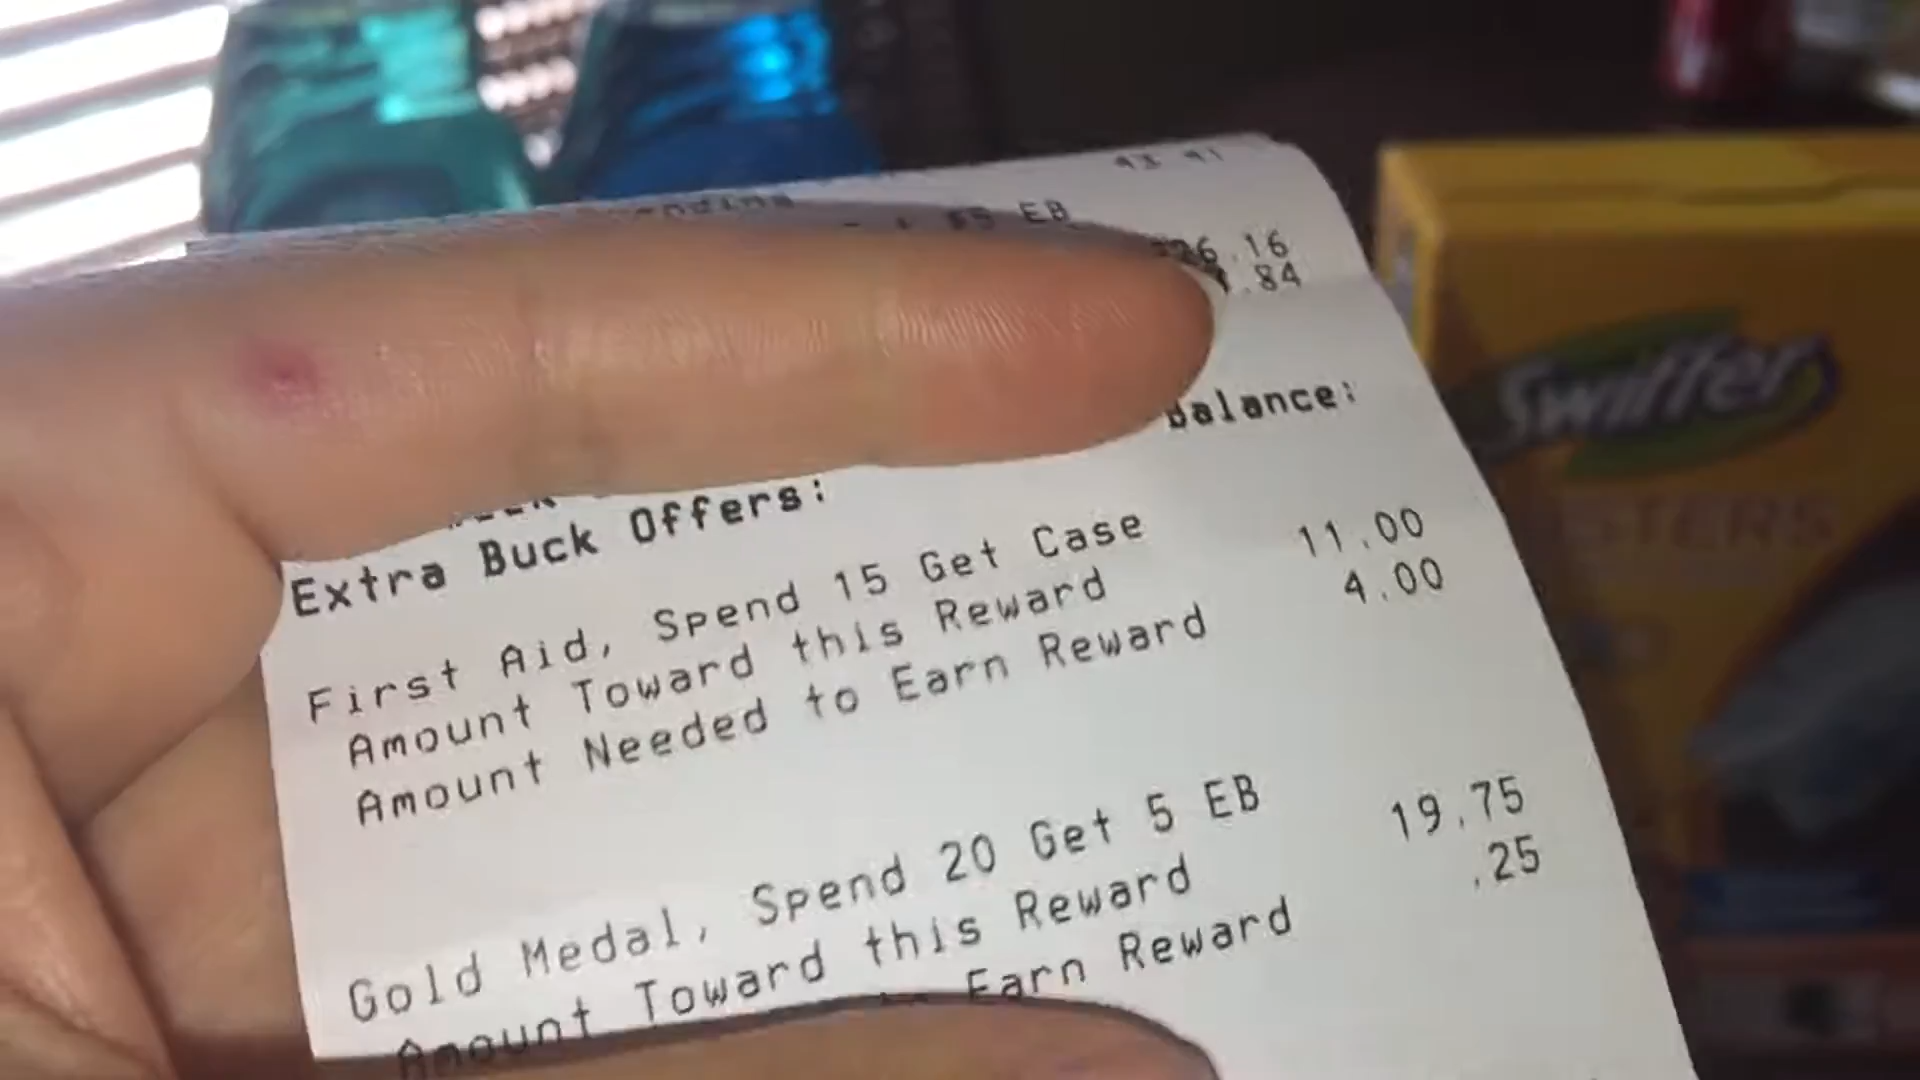 $5 EB
26.16
.84
Balance:
Extra Buck Offers:
First Aid, Spend 15 Get Case
Amount Toward this Reward 11.00
Amount Needed to Earn Reward 4.00
Gold Medal, Spend 20 Get 5 EB
Amount Toward this Reward 19.75
Earn Reward .25
Swiffer